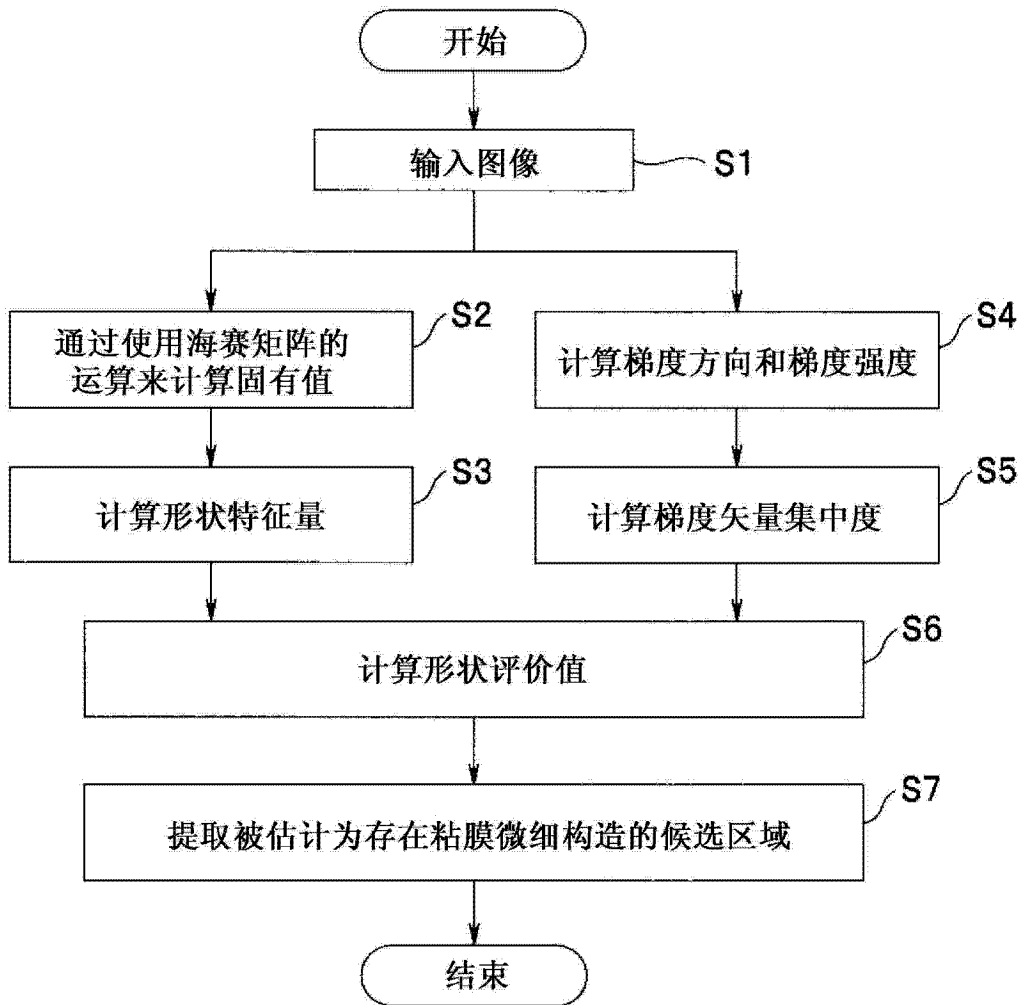 开始
输入图像
S1
通过使用海赛矩阵的
运算来计算固有值
S2
计算形状特征量
S3
计算梯度方向和梯度强度
S4
计算梯度矢量集中度
S5
计算形状评价值
S6
提取被估计为存在粘膜微细构造的候选区域
S7
结束